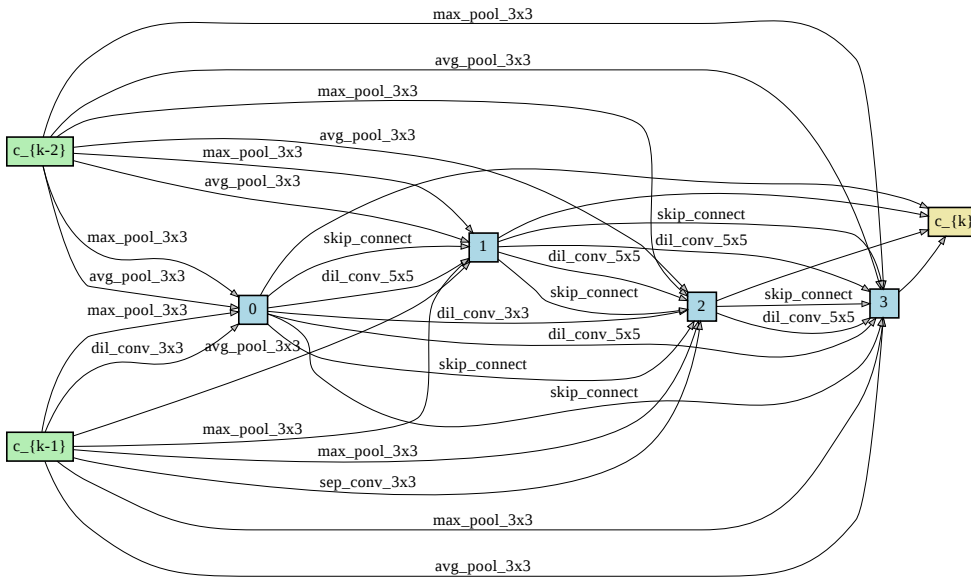 max_pool_3x3
avg_pool_3x3
max_pool_3x3
avg_pool_3x3
c_{k-2}
max_pool_3x3
avg_pool_3x3
skip_connect
c_{k}
max_pool_3x3
skip_connect
1
dil_conv_5x5
dil_conv_5x5
avg_pool_3x3
dil_conv_5x5
skip_connect
skip_connect
max_pool_3x3
0
dil_conv_3x3
2
3
dil_conv_5x5
dil_conv_5x5
dil_conv_3x3
avg_pool_3x3
skip_connect
skip_connect
max_pool_3x3
c_{k-1}
max_pool_3x3
sep_conv_3x3
max_pool_3x3
avg_pool_3x3